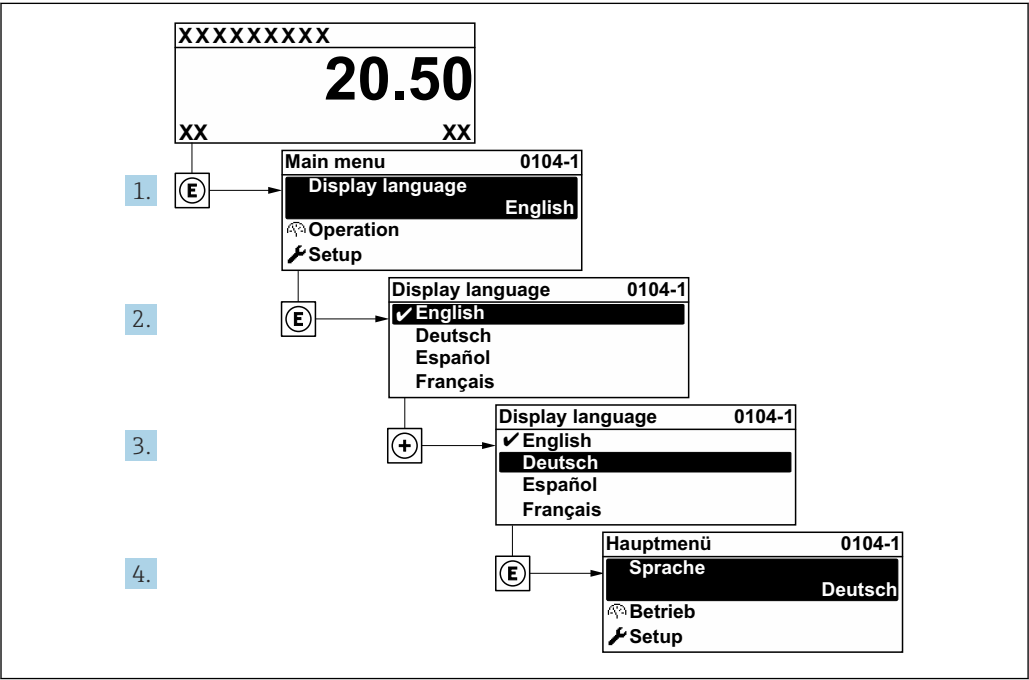 XXXXXXXXX
20.50
XX XX
1. E
Main menu 0104-1
Display language
English
Operation
Setup
2. E
Display language 0104-1
✔English
Deutsch
Español
Français
3. +
Display language 0104-1
✔English
Deutsch
Español
Français
4. E
Hauptmenü 0104-1
Sprache
Deutsch
Betrieb
Setup